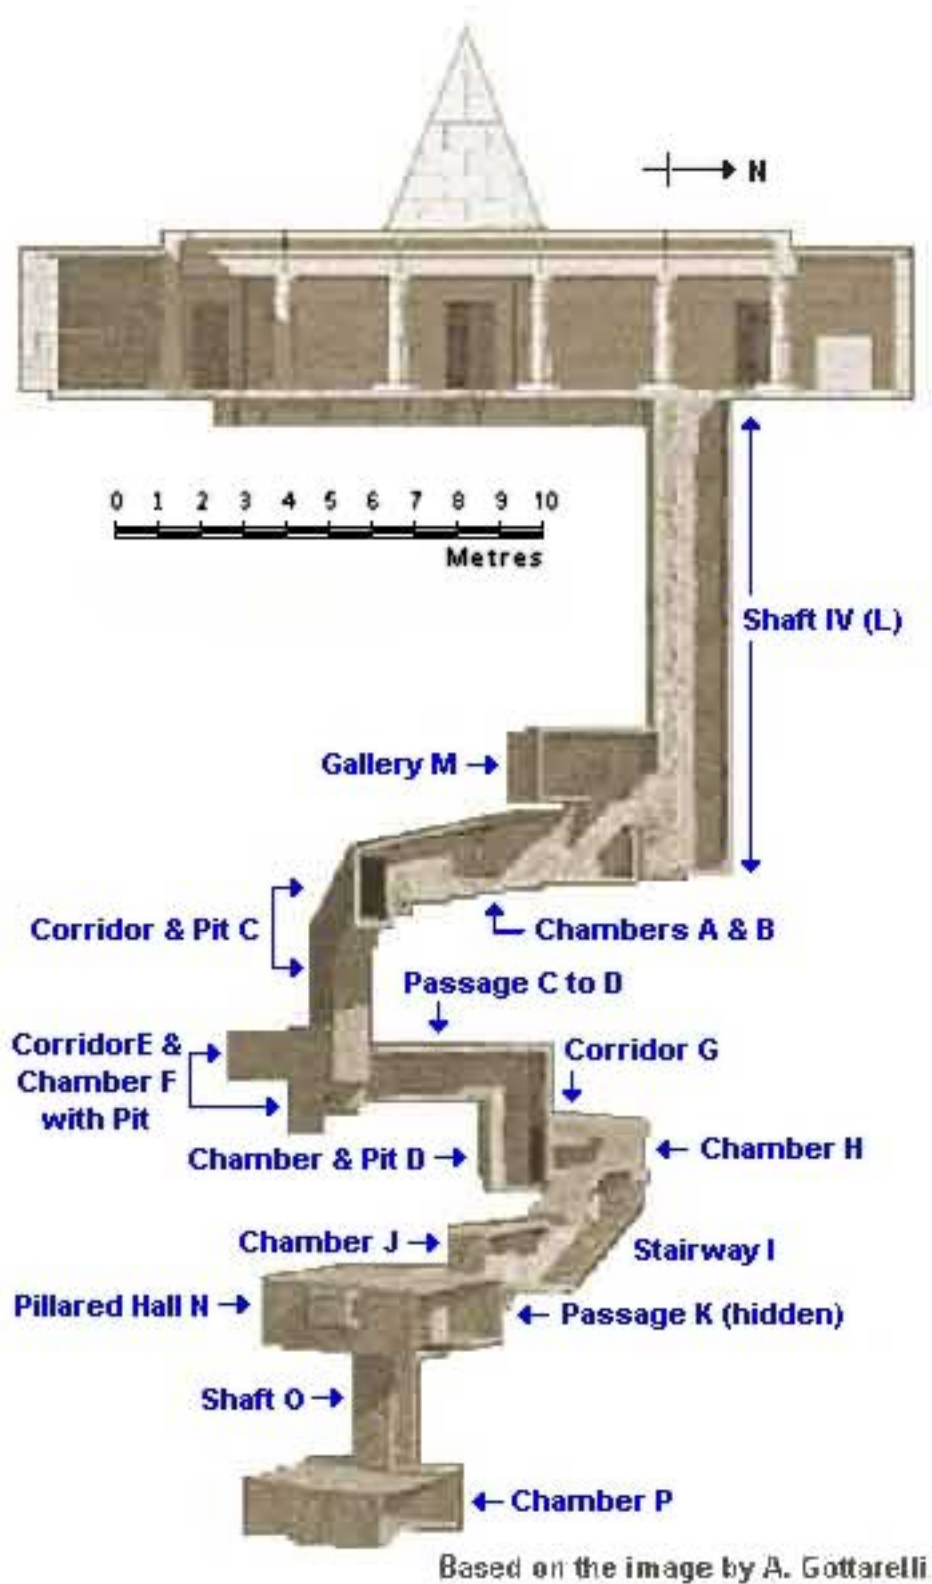 N
0 1 2 3 4 5 6 7 8 9 10
Metres
Shaft IV (L)
Gallery M
Corridor & Pit C
Chambers A & B
Passage C to D
CorridorE &
Chamber F
with Pit
Corridor G
Chamber & Pit D
Chamber H
Chamber J
Stairway I
Pillared Hall N
Passage K (hidden)
Shaft O
Chamber P
Based on the image by A. Gottarelli